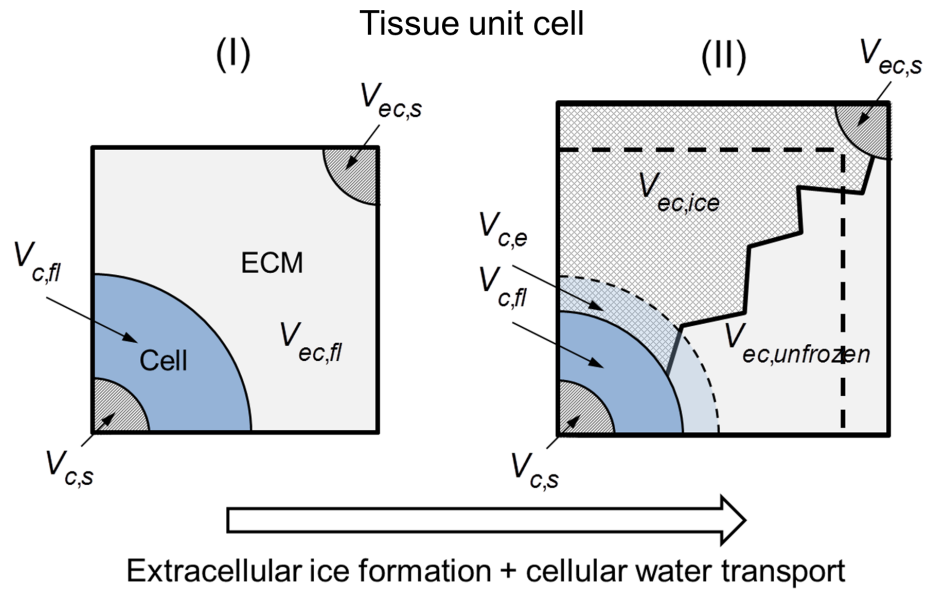 Tissue unit cell
(I)
(II)
Vec,s
Vec,s
Vec,ice
Vc,e
Vc,fl
ECM
Vc,fl
Vec,fl
Cell
Vec,unfrozen
Vc,s
Vc,s
Extracellular ice formation + cellular water transport